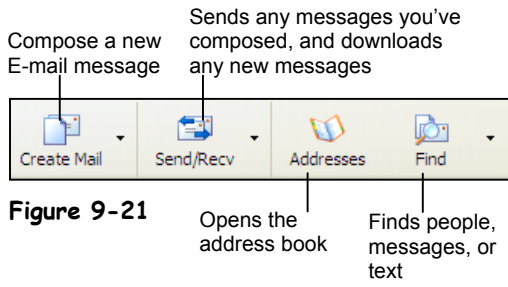 Compose a new
E-mail message
Sends any messages you’ve
composed, and downloads
any new messages
Create Mail
Send/Recv
Addresses
Find
Figure 9-21
Opens the
address book
Finds people,
messages, or
text